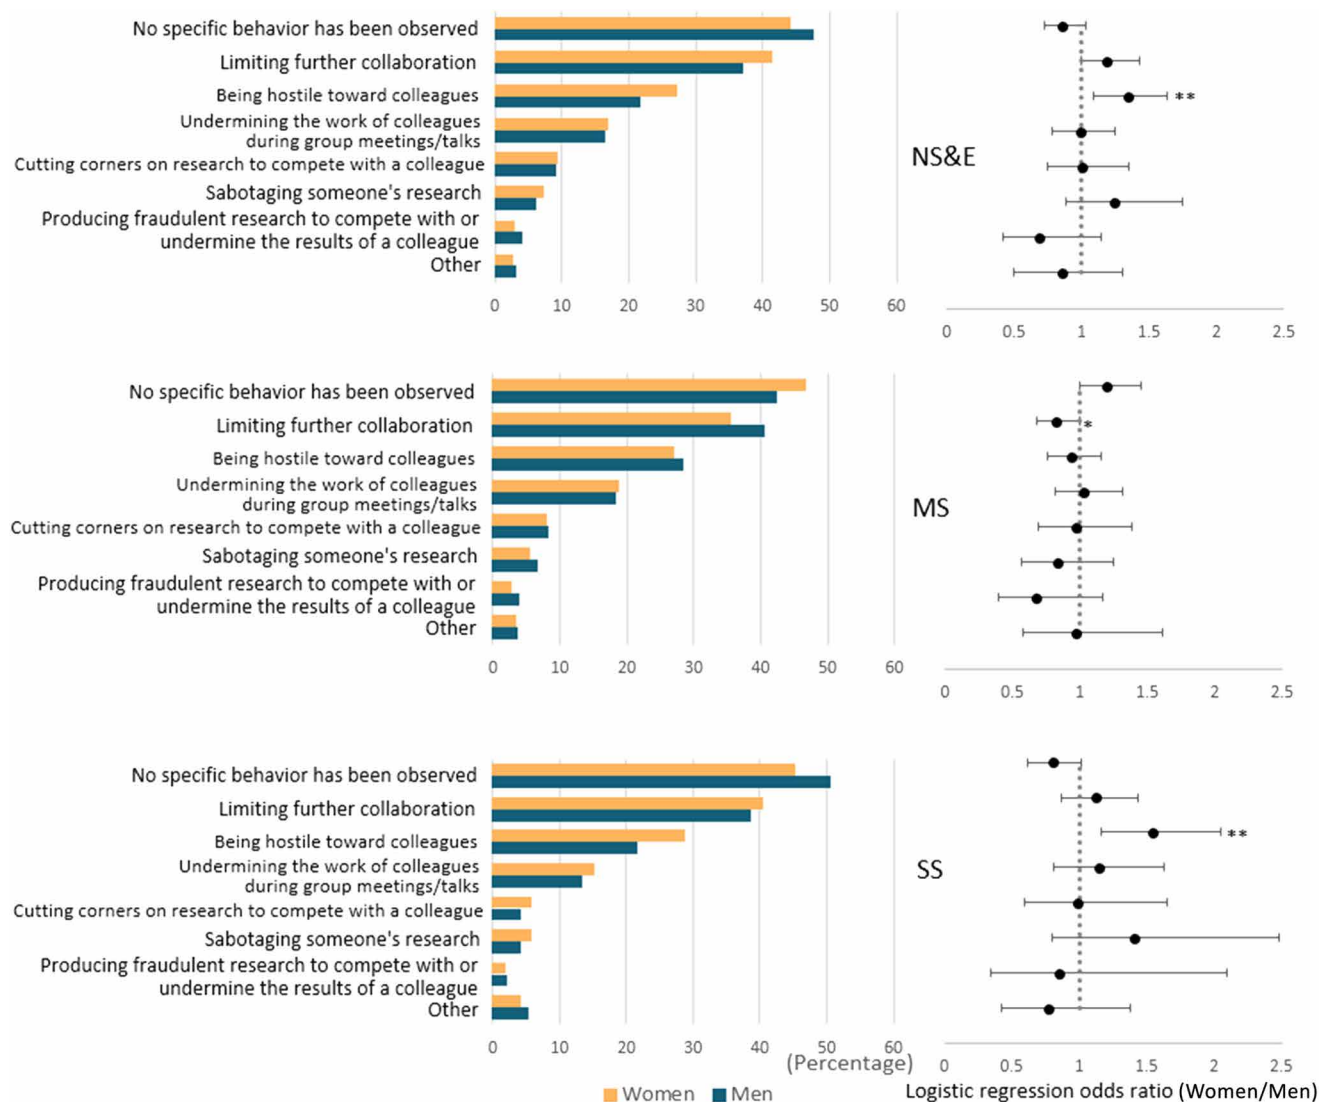 No specific behavior has been observed
Limiting further collaboration
Being hostile toward colleagues
**
Undermining the work of colleagues
during group meetings/talks
Cutting corners on research to compete with a colleague
NS&E
Sabotaging someone's research
Producing fraudulent research to compete with or
undermine the results of a colleague
Other
0 10 20 30 40 50 60
0 0.5 1 1.5 2 2.5
No specific behavior has been observed
Limiting further collaboration
*
Being hostile toward colleagues
Undermining the work of colleagues
during group meetings/talks
MS
Cutting corners on research to compete with a colleague
Sabotaging someone's research
Producing fraudulent research to compete with or
undermine the results of a colleague
Other
0 10 20 30 40 50 60
0 0.5 1 1.5 2 2.5
No specific behavior has been observed
Limiting further collaboration
Being hostile toward colleagues
**
Undermining the work of colleagues
during group meetings/talks
SS
Cutting corners on research to compete with a colleague
Sabotaging someone's research
Producing fraudulent research to compete with or
undermine the results of a colleague
Other
0 10 20 30 40 50 60
(Percentage)
0 0.5 1 1.5 2 2.5
Women Men
Logistic regression odds ratio (Women/Men)